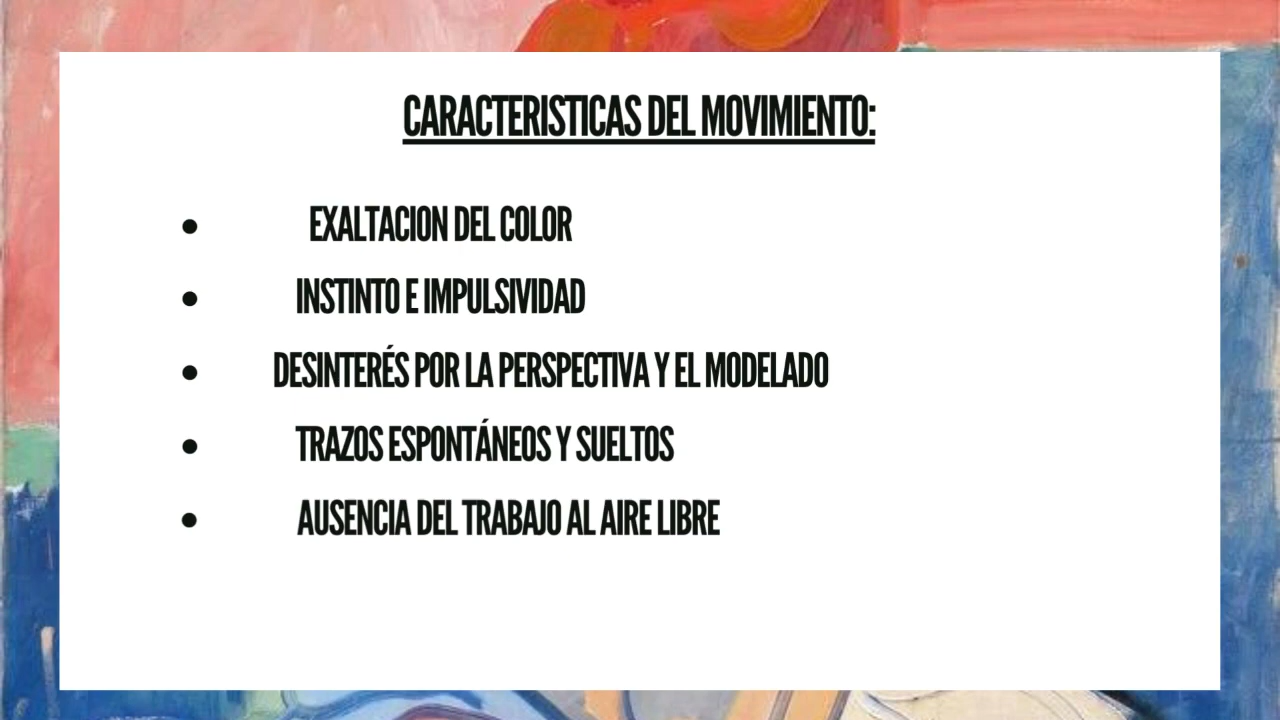 CARACTERISTICAS DEL MOVIMIENTO:
• EXALTACION DEL COLOR
• INSTINTO E IMPULSIVIDAD
• DESINTERÉS POR LA PERSPECTIVA Y EL MODELADO
• TRAZOS ESPONTÁNEOS Y SUELTOS
• AUSENCIA DEL TRABAJO AL AIRE LIBRE